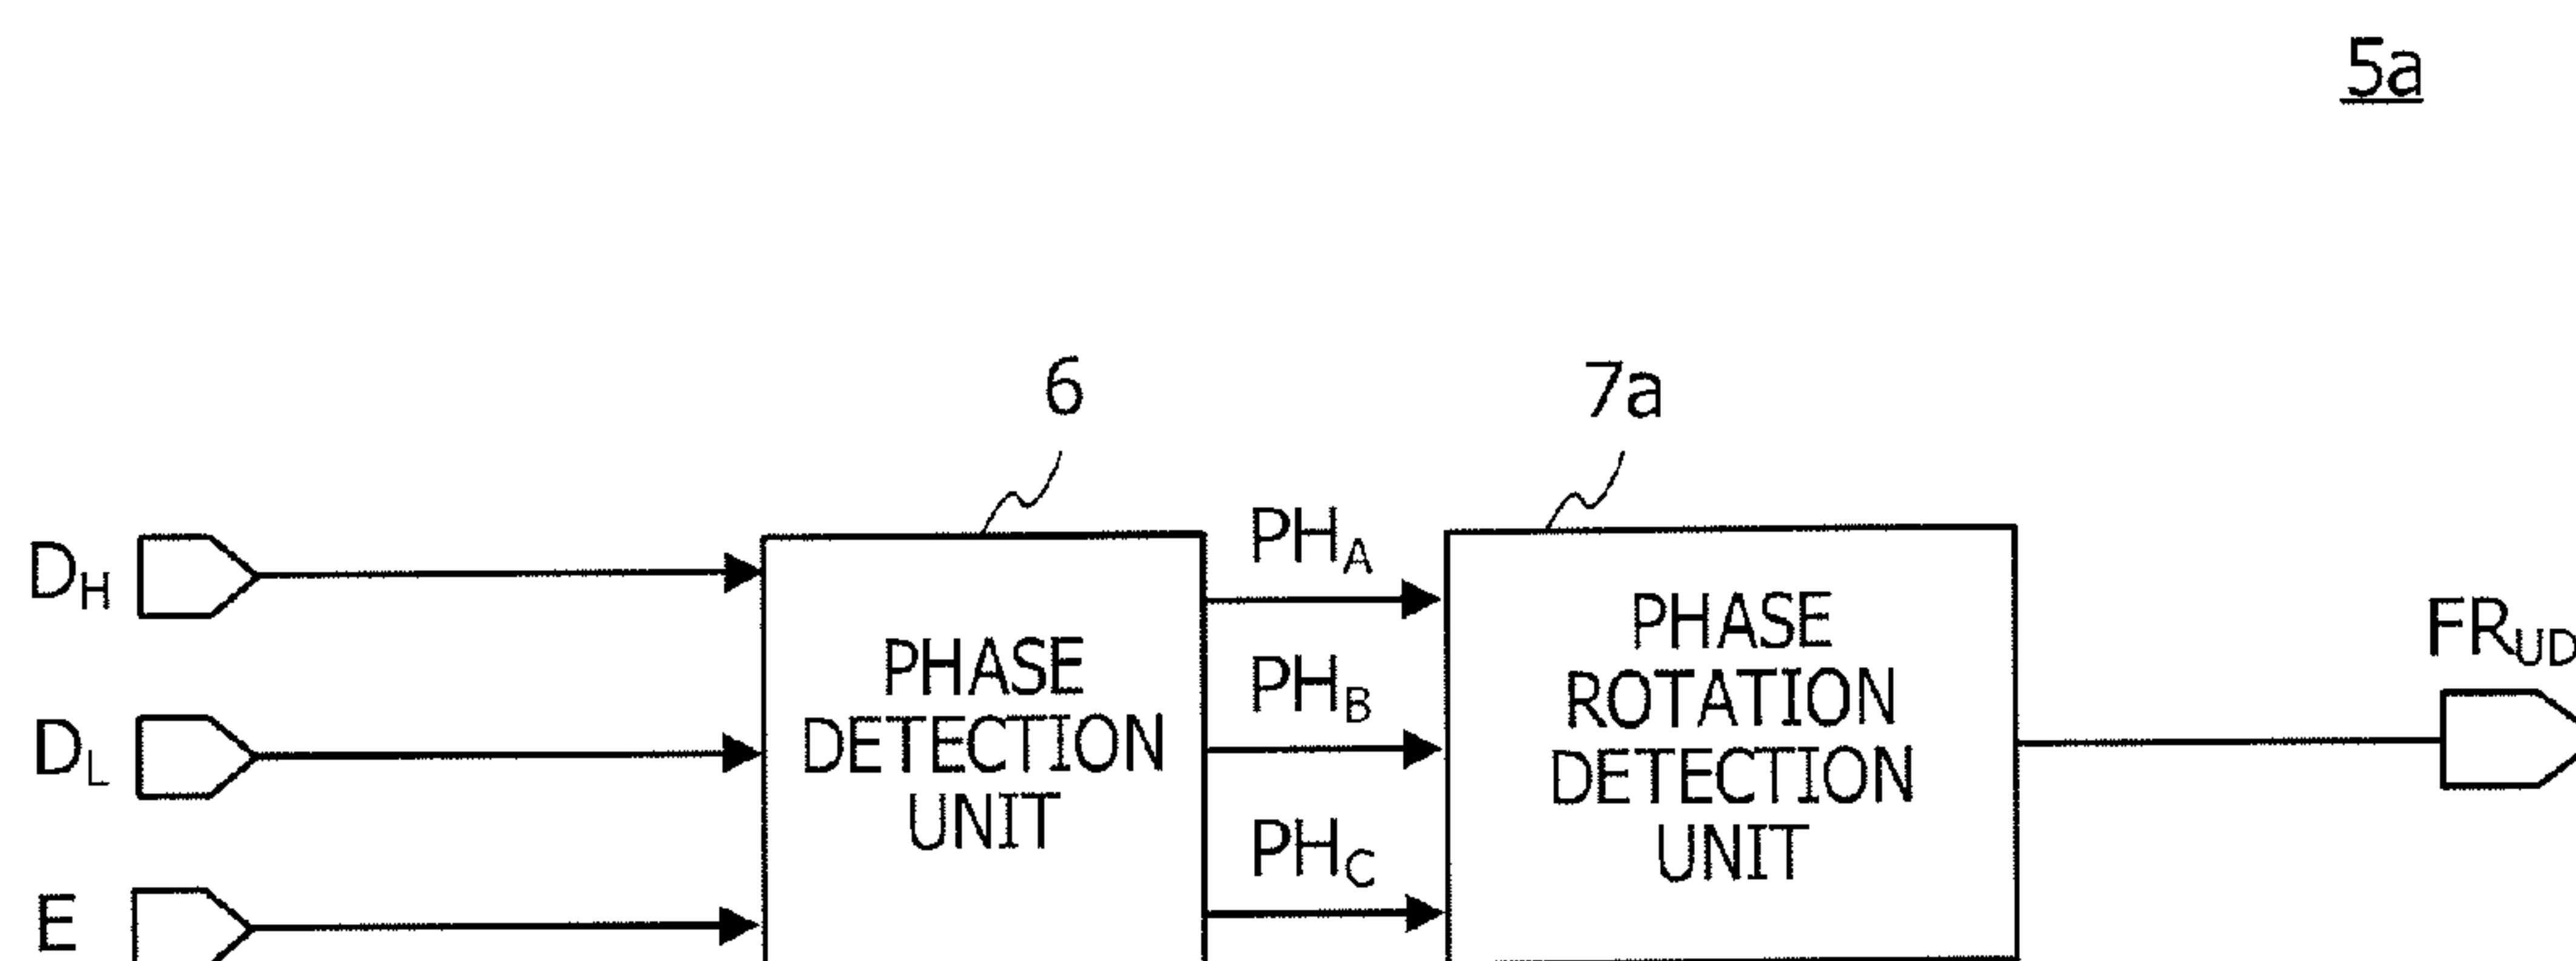 5a
6
7a
D_H
D_L
E
PHASE
DETECTION
UNIT
PH_A
PH_B
PH_C
PHASE
ROTATION
DETECTION
UNIT
FR_UD